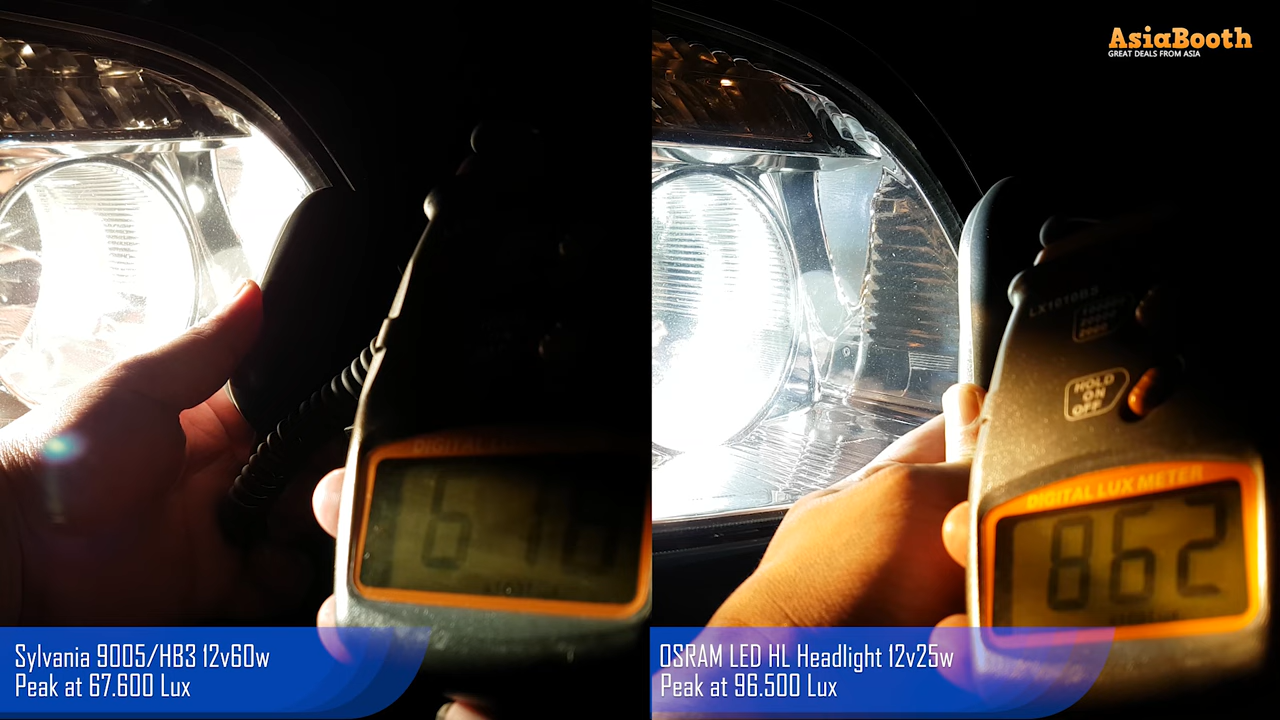 AsiaBooth
GREAT DEALS FROM ASIA
LX1010BS
HOLD
ON
OFF
DIGITAL LUX METER
862
Sylvania 9005/HB3 12v60w
Peak at 67.600 Lux
OSRAM LED HL Headlight 12v25w
Peak at 96.500 Lux